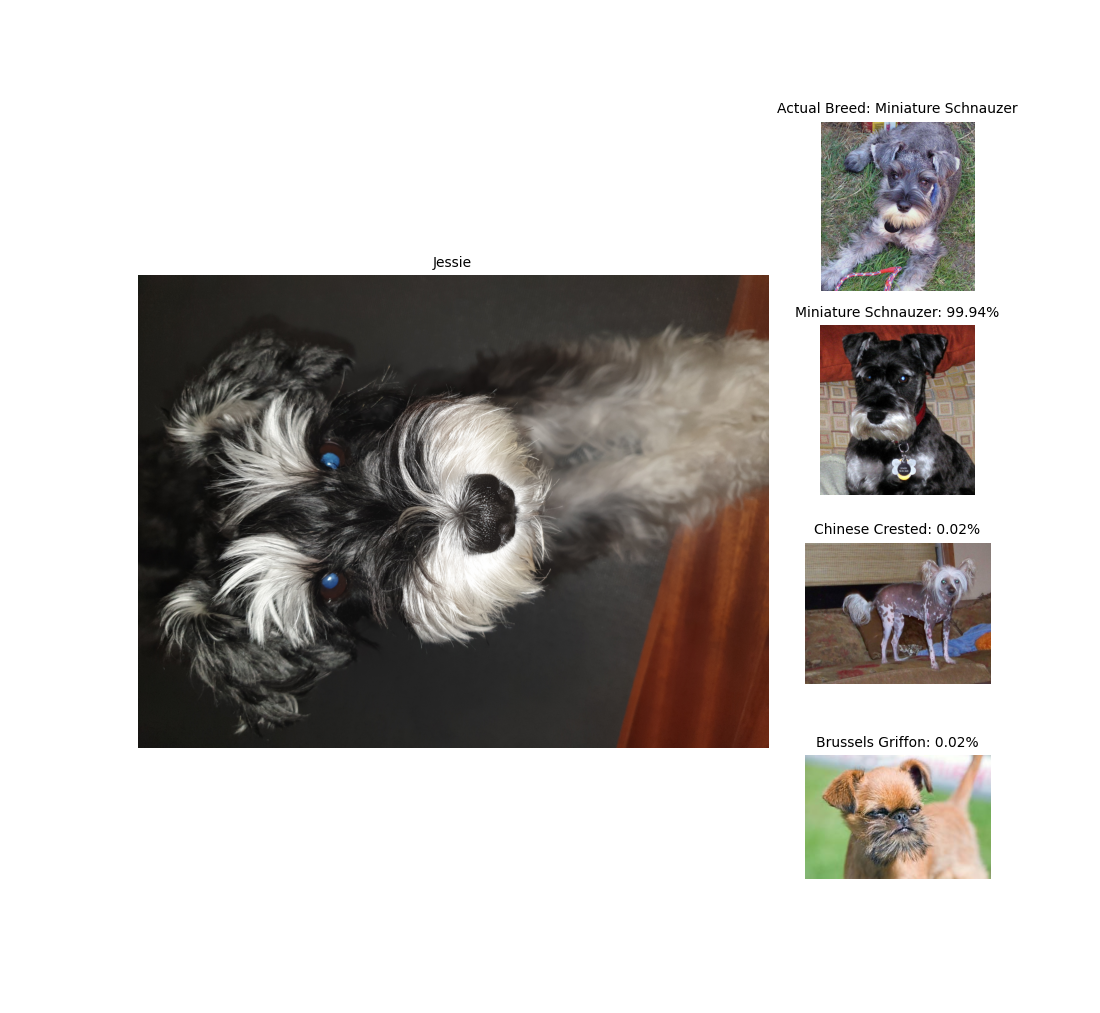 Jessie
Actual Breed: Miniature Schnauzer
Miniature Schnauzer: 99.94%
Chinese Crested: 0.02%
Brussels Griffon: 0.02%